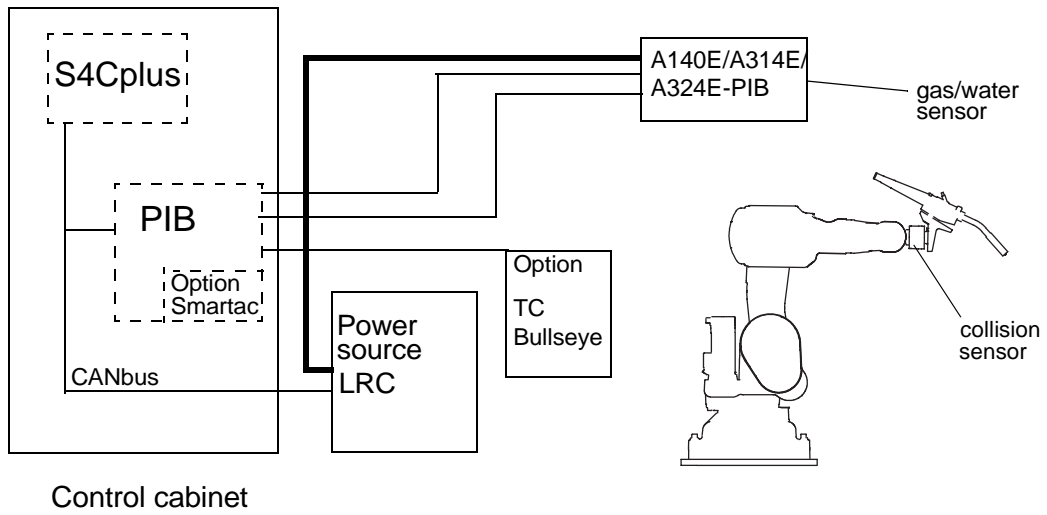 S4Cplus
A140E/A314E/
A324E-PIB
gas/water
sensor
PIB
Option
Smartac
Option
TC
Bullseye
Power
source
LRC
collision
sensor
CANbus
Control cabinet